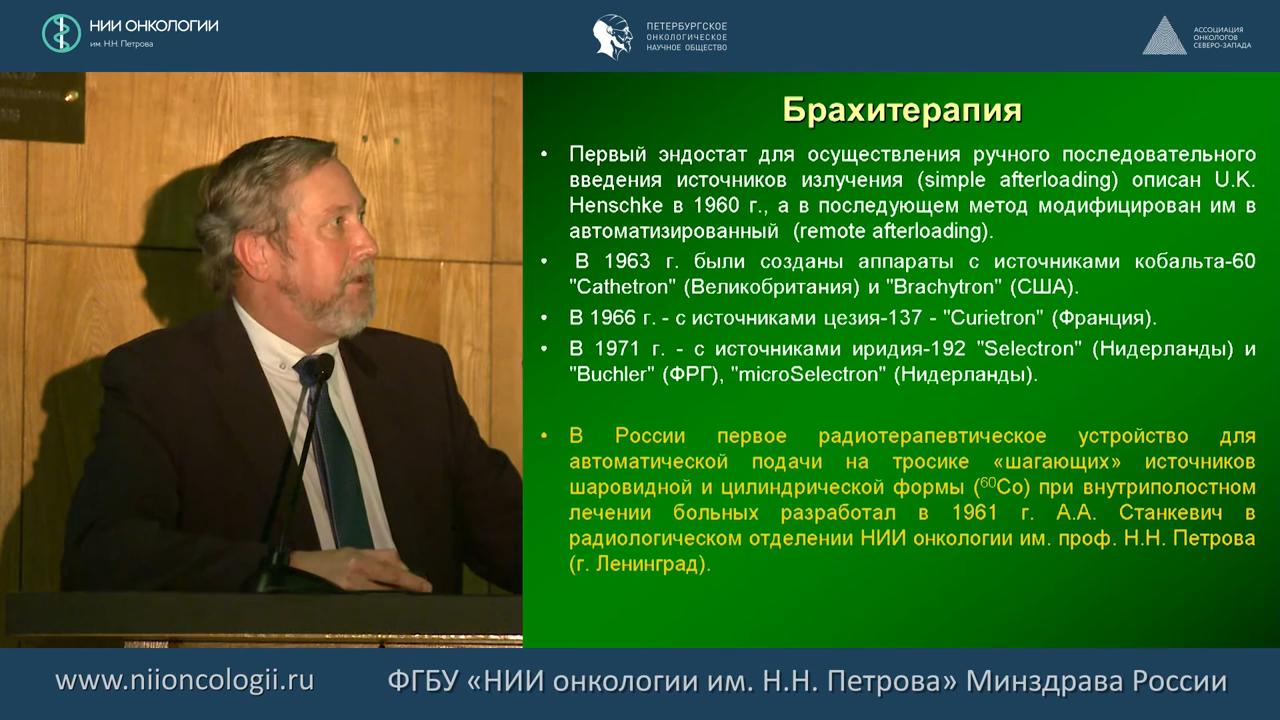 НИИ ОНКОЛОГИИ
им. Н.Н. Петрова
ПЕТЕРБУРГСКОЕ
ОНКОЛОГИЧЕСКОЕ
НАУЧНОЕ ОБЩЕСТВО
АССОЦИАЦИЯ
ОНКОЛОГОВ
СЕВЕРО-ЗАПАДА
Брахитерапия
• Первый эндостат для осуществления ручного последовательного
введения источников излучения (simple afterloading) описан U.K.
Henschke в 1960 г., а в последующем метод модифицирован им в
автоматизированный (remote afterloading).
• В 1963 г. были созданы аппараты с источниками кобальта-60
"Cathetron" (Великобритания) и "Brachytron" (США).
• В 1966 г. - с источниками цезия-137 - "Curietron" (Франция).
• В 1971 г. - с источниками иридия-192 "Selectron" (Нидерланды) и
"Buchler" (ФРГ), "microSelectron" (Нидерланды).
• В России первое радиотерапевтическое устройство для
автоматической подачи на тросике «шагающих» источников
шаровидной и цилиндрической формы (⁶⁰Co) при внутриполостном
лечении больных разработал в 1961 г. А.А. Станкевич в
радиологическом отделении НИИ онкологии им. проф. Н.Н. Петрова
(г. Ленинград).
www.niioncologii.ru
ФГБУ «НИИ онкологии им. Н.Н. Петрова» Минздрава России